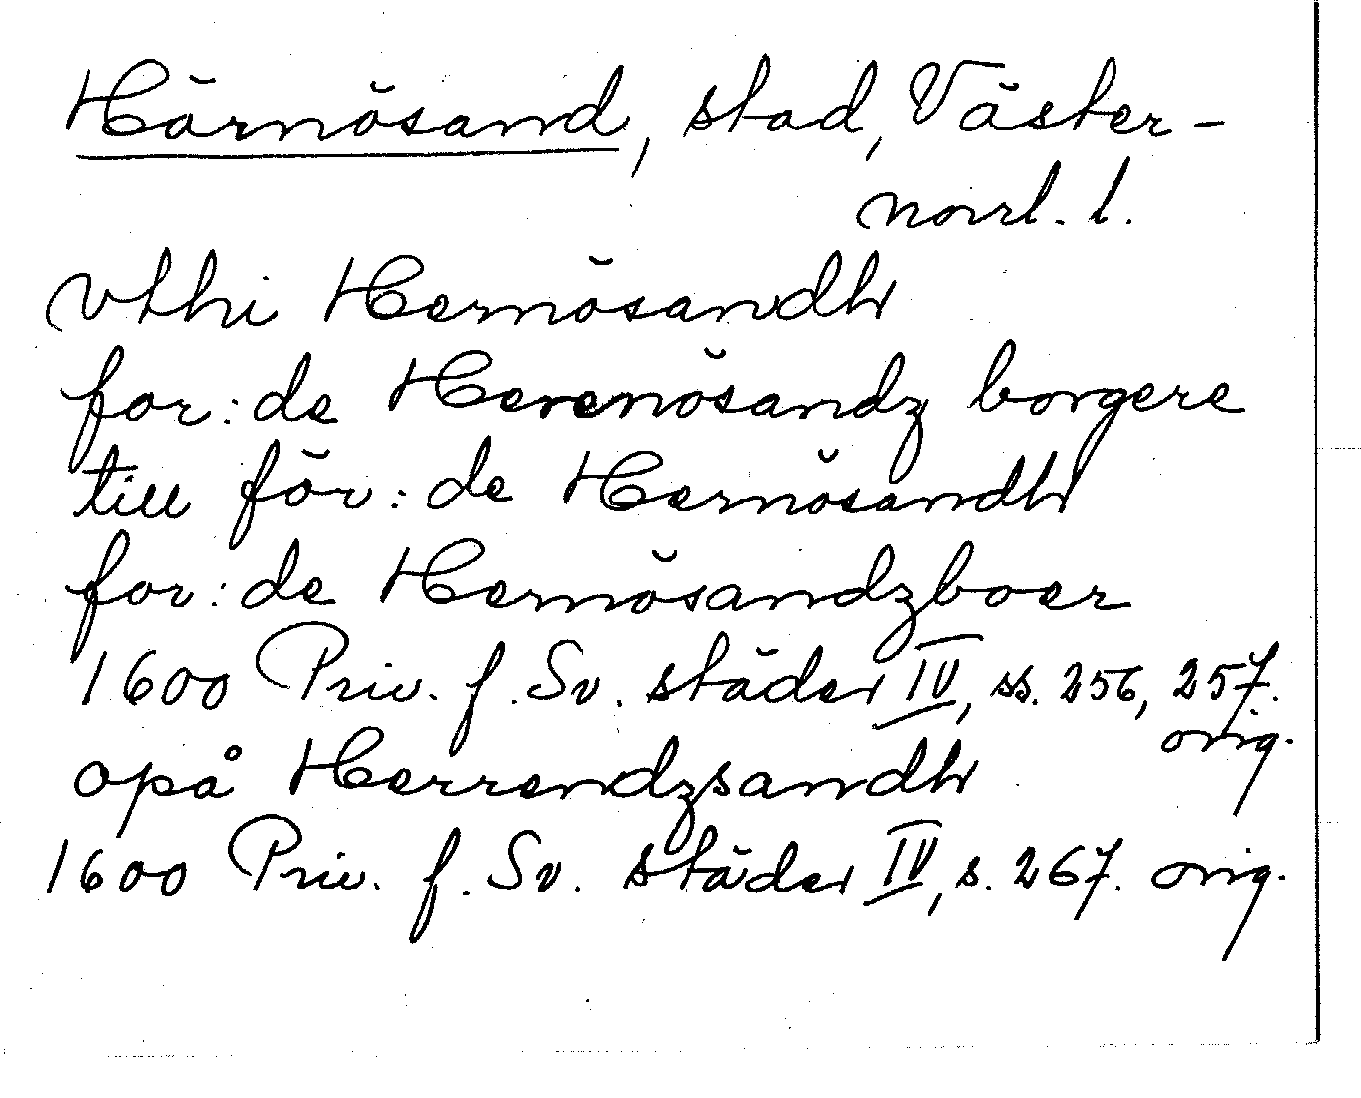 Härnösand, stad, Väster-
norrl. l.
vthi Hernösandh
for:de Herenösandz borgere
till för:de Hernösandh
for:de Hernösandzboer
1600 Priv. f. Sv. städer IV, ss. 256, 257.
orig.
opå Herrendzsandh
1600 Priv. f. Sv. städer IV, s. 267. orig.